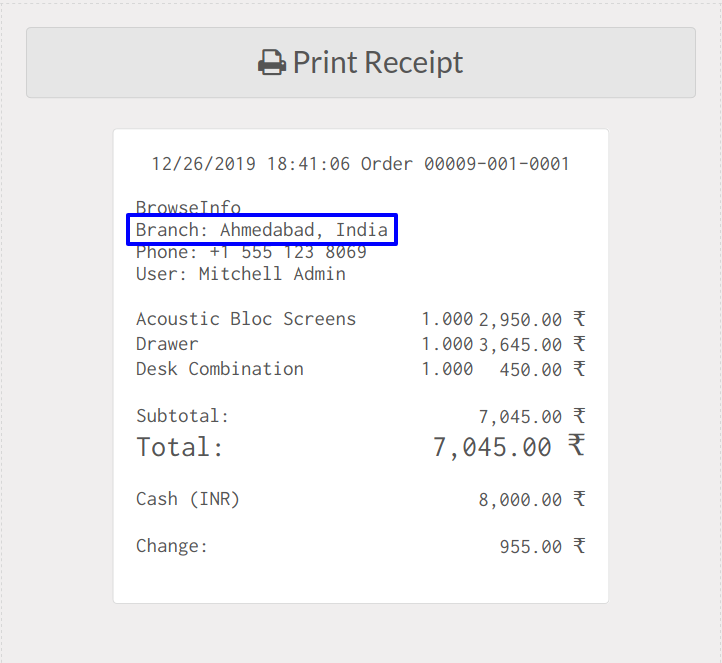 Print Receipt
12/26/2019 18:41:06 Order 00009-001-0001
BrowseInfo
Branch: Ahmedabad, India
Phone: +1 555 123 8069
User: Mitchell Admin
Acoustic Bloc Screens 1.000 2,950.00 ₹
Drawer 1.000 3,645.00 ₹
Desk Combination 1.000 450.00 ₹
Subtotal: 7,045.00 ₹
Total: 7,045.00 ₹
Cash (INR) 8,000.00 ₹
Change: 955.00 ₹